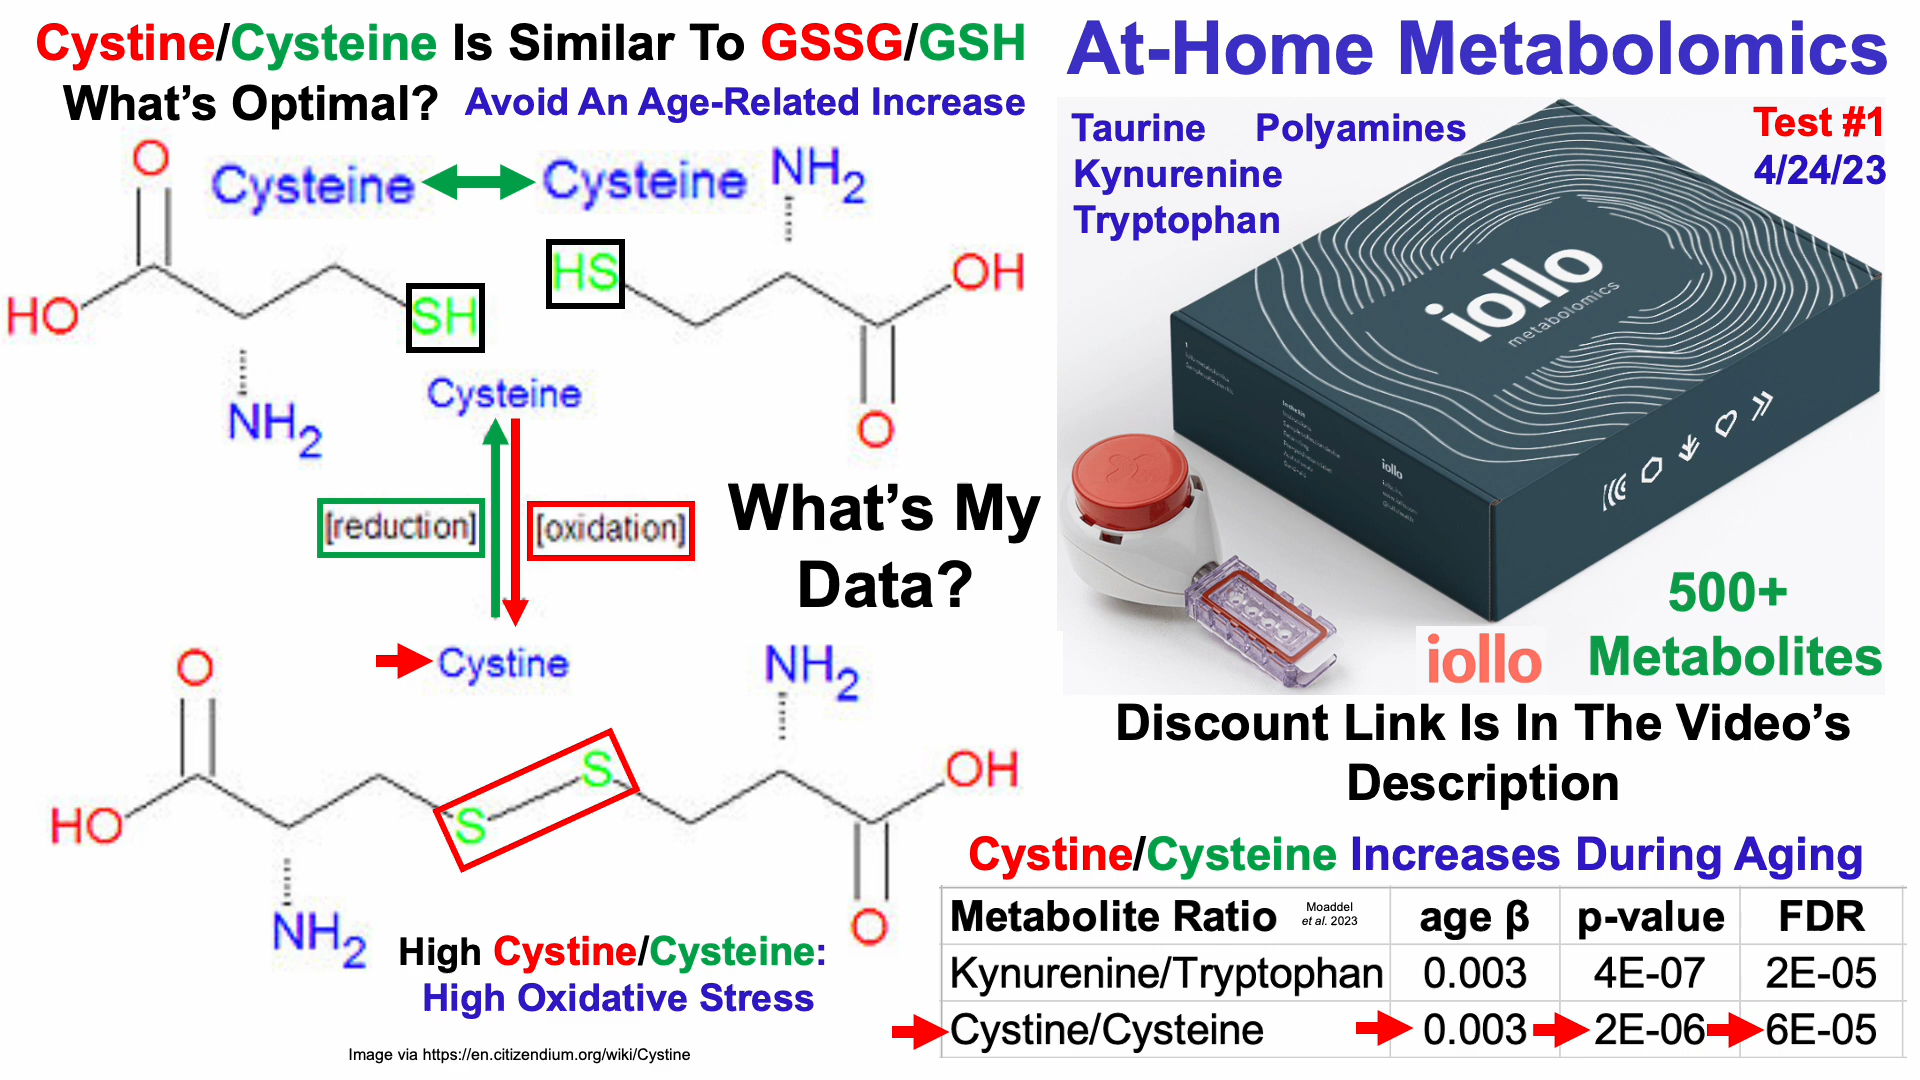 Cystine/Cysteine Is Similar To GSSG/GSH
What's Optimal? Avoid An Age-Related Increase
O
Cysteine
Cysteine
NH2
HS
OH
HO
SH
NH2
O
Cysteine
[reduction]
[oxidation]
What's My
Data?
Cystine
O
NH2
S
OH
HO
S
NH2
O
High Cystine/Cysteine:
High Oxidative Stress
Image via https://en.citizendium.org/wiki/Cystine
At-Home Metabolomics
Taurine Polyamines
Kynurenine
Tryptophan
Test #1
4/24/23
iollo
metabolomics
iollo
500+
Metabolites
iollo
Discount Link Is In The Video's
Description
Cystine/Cysteine Increases During Aging
Metabolite Ratio Moaddel et al. 2023 age β p-value FDR
Kynurenine/Tryptophan 0.003 4E-07 2E-05
Cystine/Cysteine 0.003 2E-06 6E-05